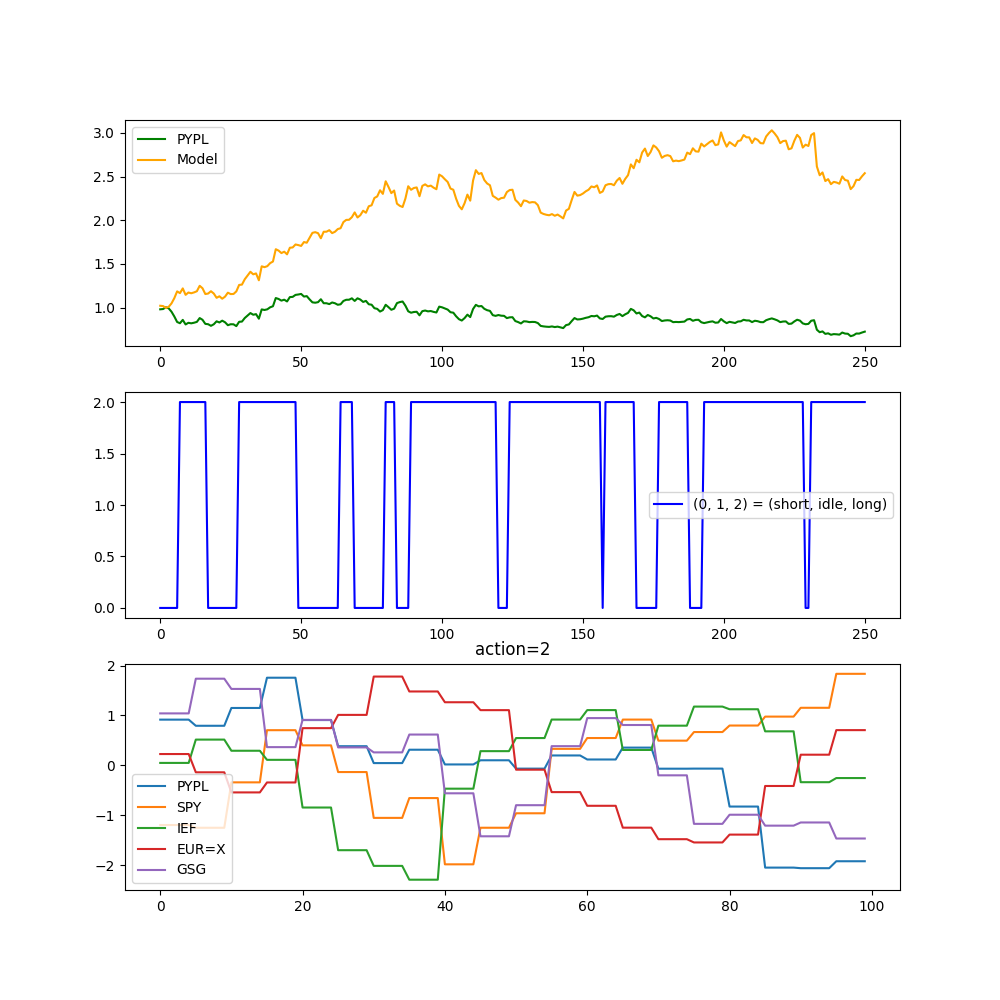 3.0
2.5
2.0
1.5
1.0
PYPL
Model
0 50 100 150 200 250
2.0
1.5
1.0
0.5
0.0
(0, 1, 2) = (short, idle, long)
0 50 100 150 200 250
action=2
2
1
0
−1
−2
PYPL
SPY
IEF
EUR=X
GSG
0 20 40 60 80 100